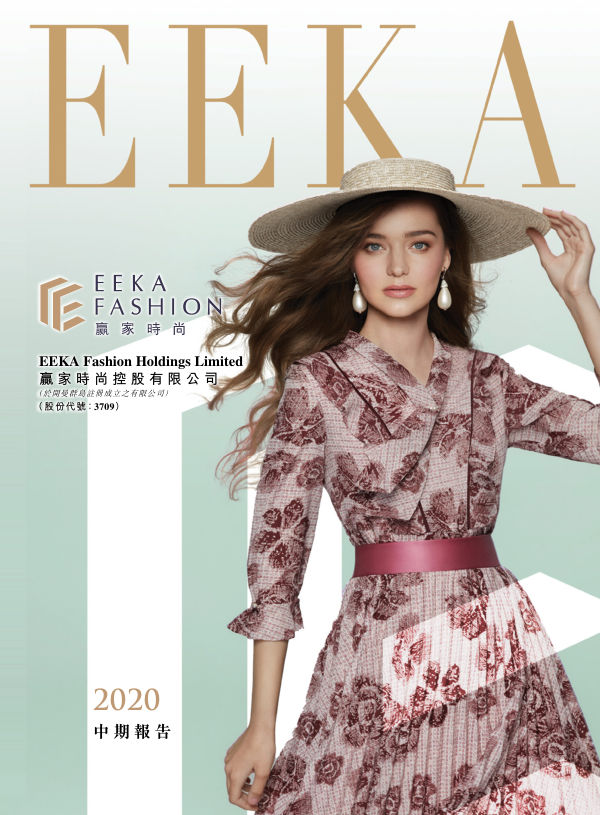 EEKA
EEKA
FASHION
贏家時尚
EEKA Fashion Holdings Limited
贏家時尚控股有限公司
(於開曼群島註冊成立之有限公司)
(股份代號：3709)
2020
中期報告